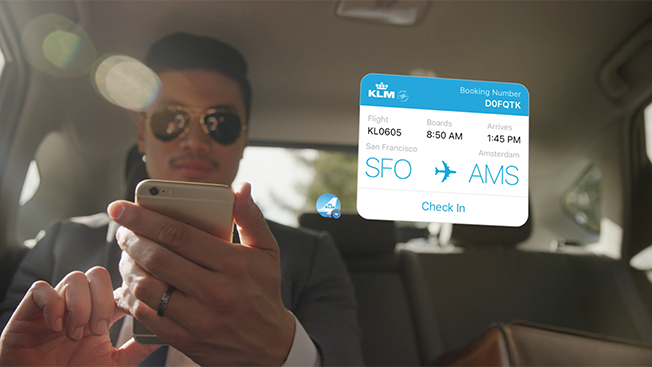 KLM
Booking Number
D0FQTK
Flight Boards Arrives
KL0605 8:50 AM 1:45 PM
San Francisco Amsterdam
SFO AMS
Check In